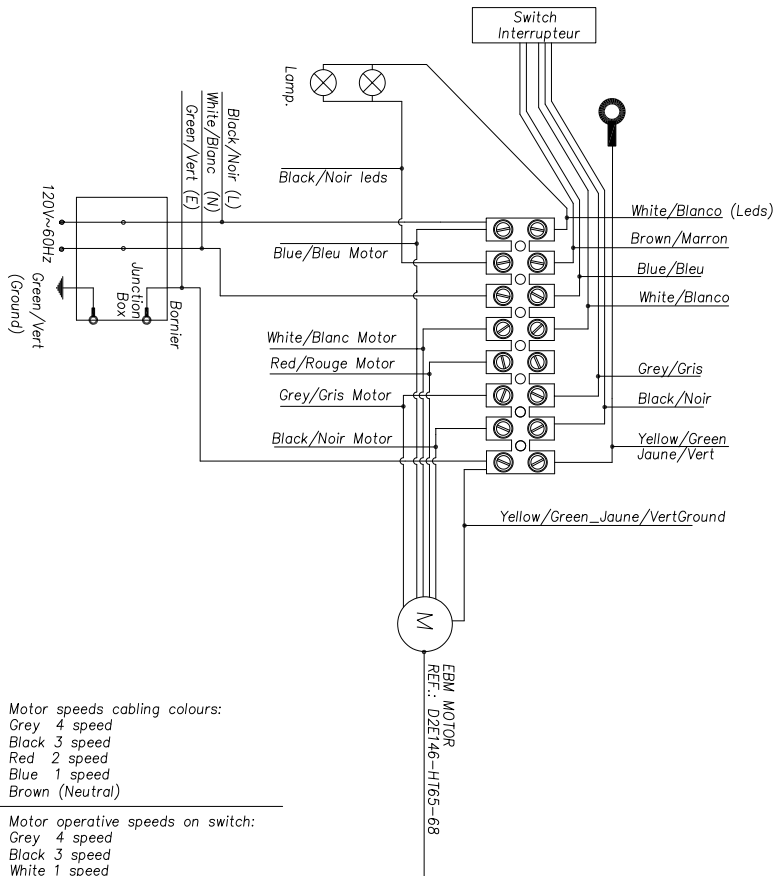 Switch
Interrupteur
Lamp.
Black/Noir (L)
White/Blanc (N)
Green/Vert (E)
Black/Noir leds
120V~60Hz
Junction
Box
Bornier
Green/Vert
(Ground)
Blue/Bleu Motor
White/Blanc Motor
Red/Rouge Motor
Grey/Gris Motor
Black/Noir Motor
White/Blanco (Leds)
Brown/Marron
Blue/Bleu
White/Blanco
Grey/Gris
Black/Noir
Yellow/Green
Jaune/Vert
Yellow/Green_Jaune/VertGround
M
EBM MOTOR
REF.: D2E146-HT65-68
Motor speeds cabling colours:
Grey 4 speed
Black 3 speed
Red 2 speed
Blue 1 speed
Brown (Neutral)
Motor operative speeds on switch:
Grey 4 speed
Black 3 speed
White 1 speed